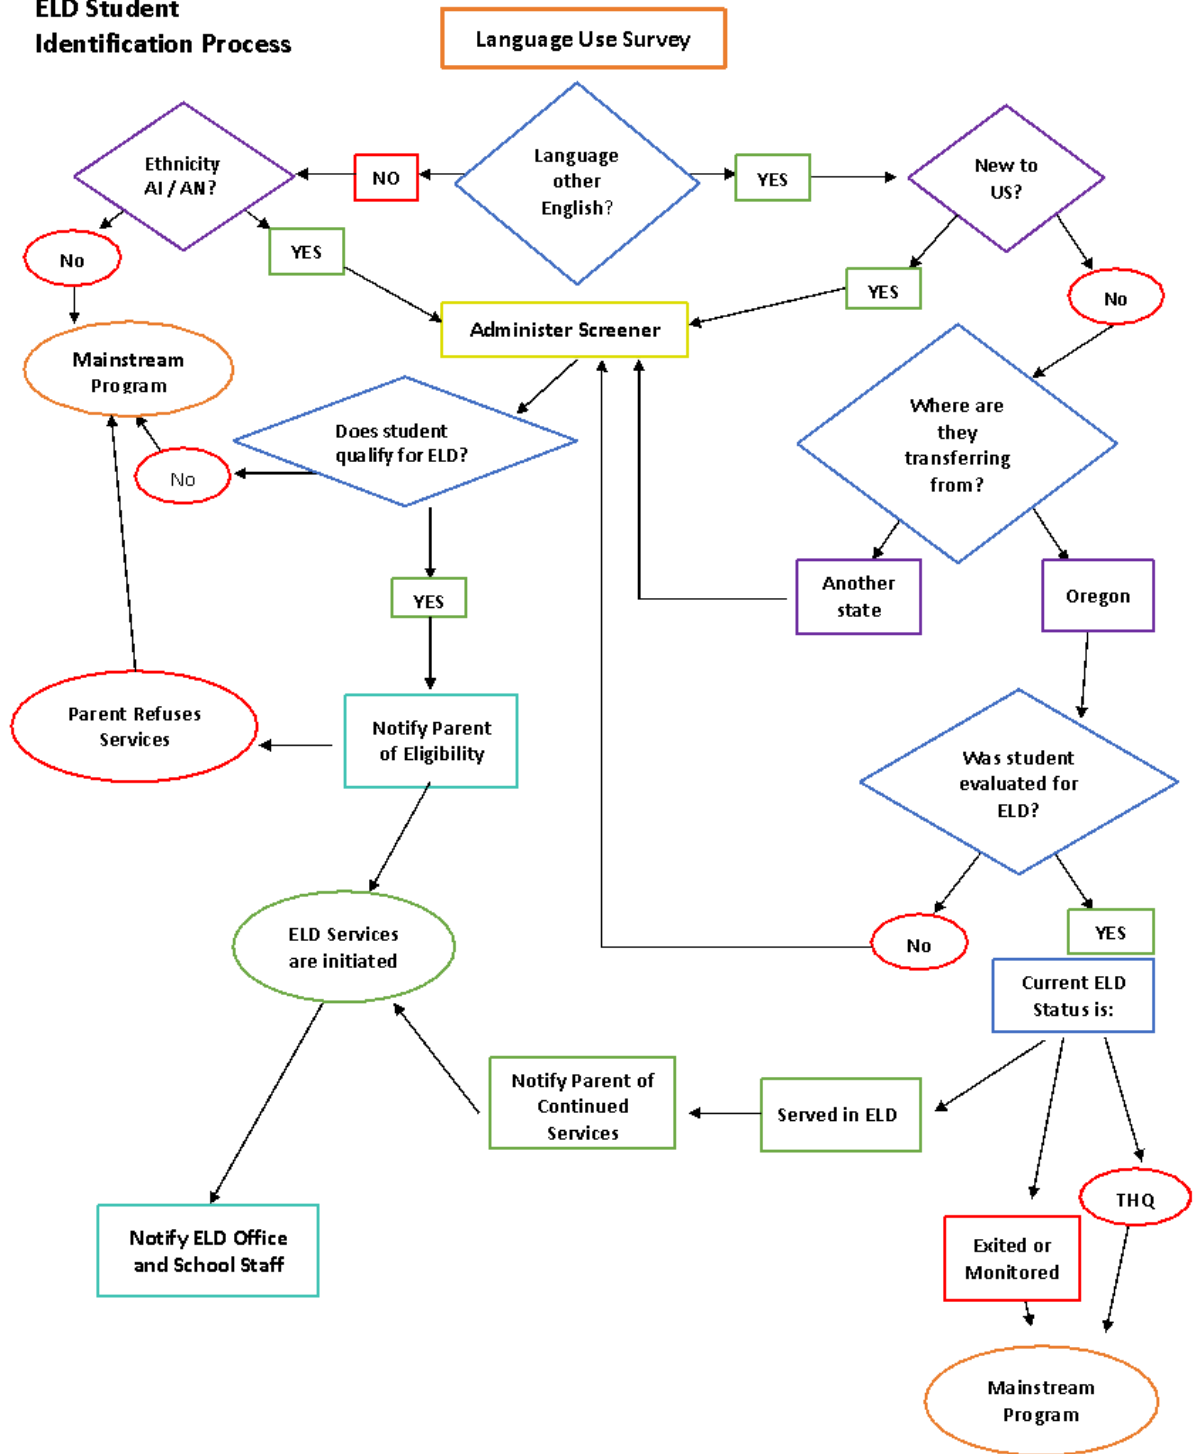 ELD Student
Identification Process
Language Use Survey
Ethnicity
AI / AN?
NO
Language
other
English?
YES
New to
US?
No
YES
YES
No
Administer Screener
Mainstream
Program
Does student
qualify for ELD?
No
Where are
they
transferring
from?
YES
Another
state
Oregon
Parent Refuses
Services
Notify Parent
of Eligibility
Was student
evaluated for
ELD?
ELD Services
are initiated
No
YES
Current ELD
Status is:
Notify Parent of
Continued
Services
Served in ELD
THQ
Notify ELD Office
and School Staff
Exited or
Monitored
Mainstream
Program